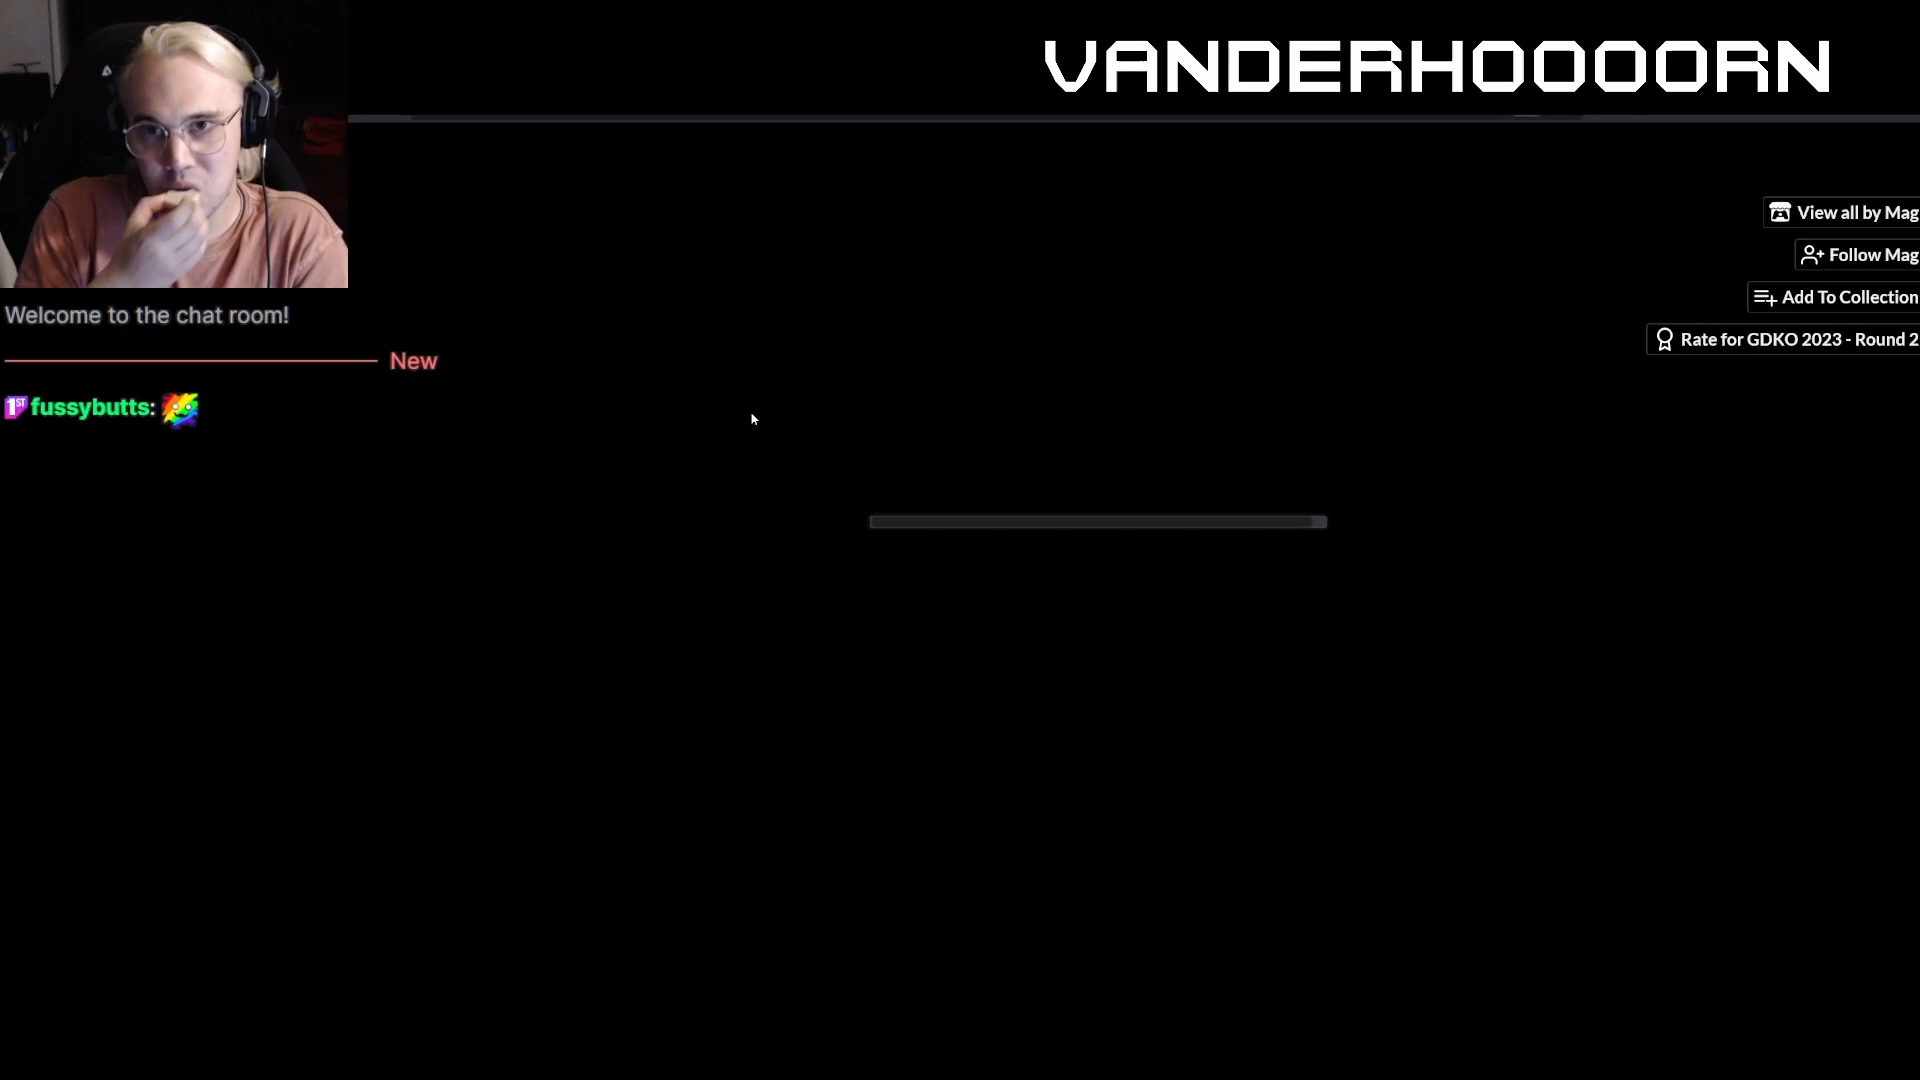 VANDERHOOOORN
View all by Mag
Follow Mag
Add To Collection
Rate for GDKO 2023 - Round 2
Welcome to the chat room!
New
1ST fussybutts: